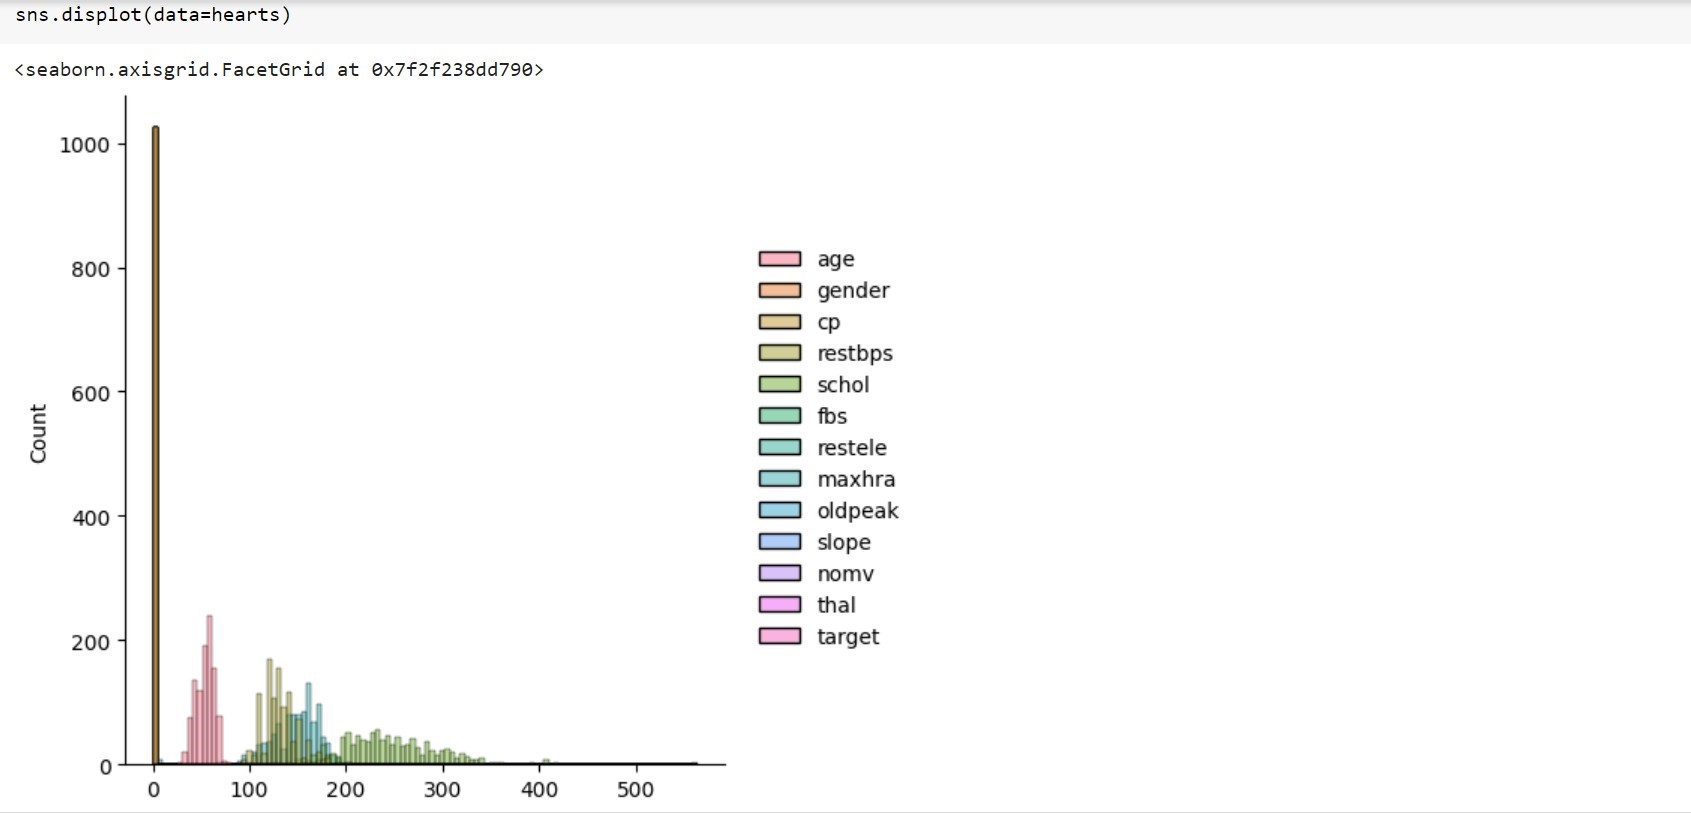 sns.displot(data=hearts)
<seaborn.axisgrid.FacetGrid at 0x7f2f238dd790>
1000
800
600
400
200
0
Count
0 100 200 300 400 500
age
gender
cp
restbps
schol
fbs
restele
maxhra
oldpeak
slope
nomv
thal
target